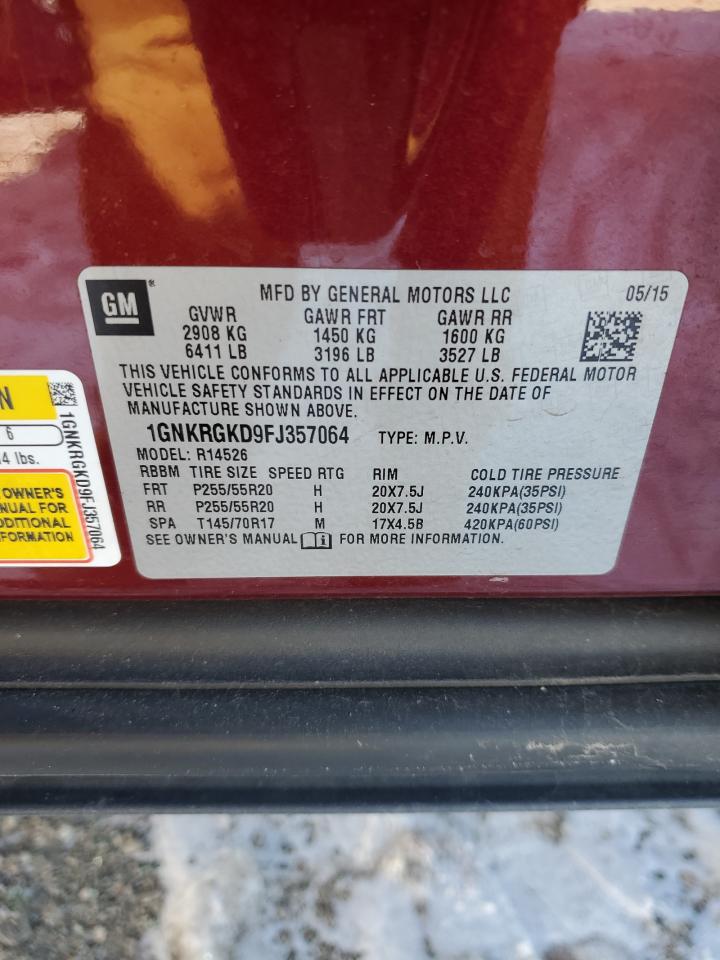 GM
MFD BY GENERAL MOTORS LLC 05/15
GVWR GAWR FRT GAWR RR
2908 KG 1450 KG 1600 KG
6411 LB 3196 LB 3527 LB
THIS VEHICLE CONFORMS TO ALL APPLICABLE U.S. FEDERAL MOTOR
VEHICLE SAFETY STANDARDS IN EFFECT ON THE DATE OF
MANUFACTURE SHOWN ABOVE.
1GNKRGKD9FJ357064 TYPE: M.P.V.
MODEL: R14526
RBBM TIRE SIZE SPEED RTG RIM COLD TIRE PRESSURE
FRT P255/55R20 H 20X7.5J 240KPA(35PSI)
RR P255/55R20 H 20X7.5J 240KPA(35PSI)
SPA T145/70R17 M 17X4.5B 420KPA(60PSI)
SEE OWNER'S MANUAL FOR MORE INFORMATION.
N
6
4 lbs.
OWNER'S
NUAL FOR
DDITIONAL
FORMATION
1GNKRGKD9FJ357064